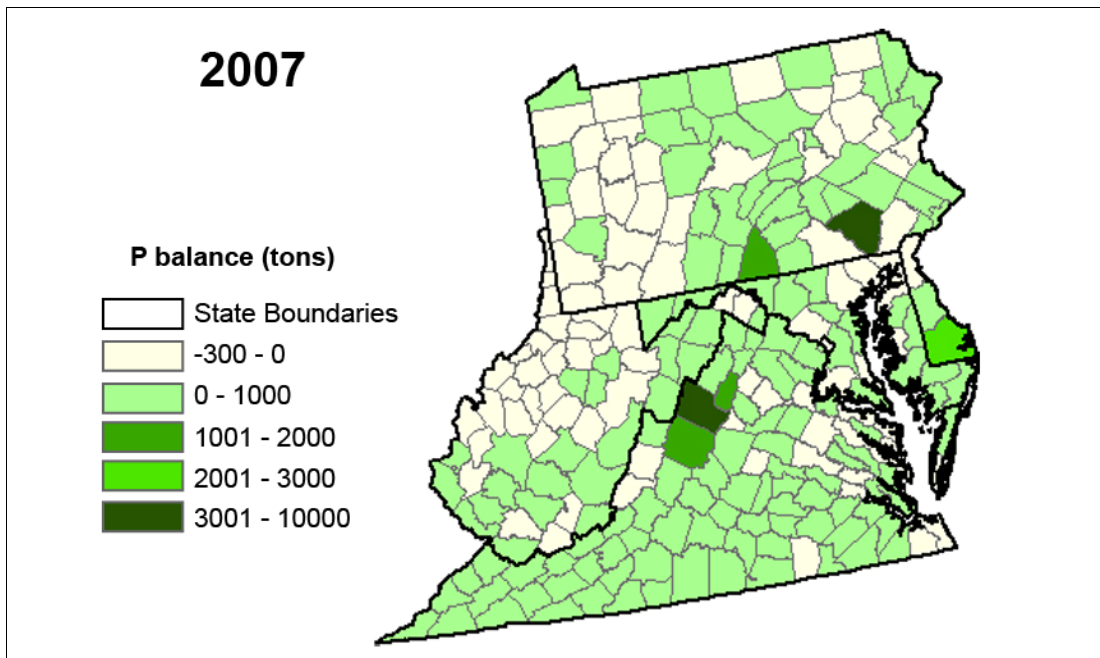 2007
P balance (tons)
State Boundaries
-300 - 0
0 - 1000
1001 - 2000
2001 - 3000
3001 - 10000